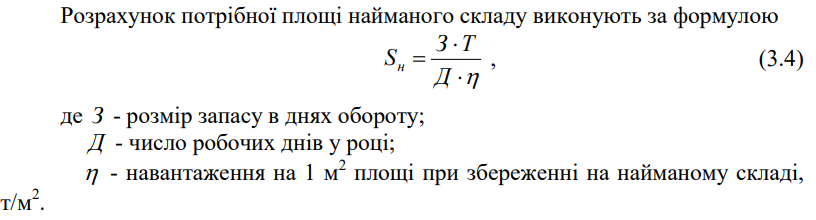 Розрахунок потрібної площі найманого складу виконують за формулою
Sн = З · Т / Д · η , (3.4)
де З - розмір запасу в днях обороту;
Д - число робочих днів у році;
η - навантаження на 1 м² площі при збереженні на найманому складі,
т/м².